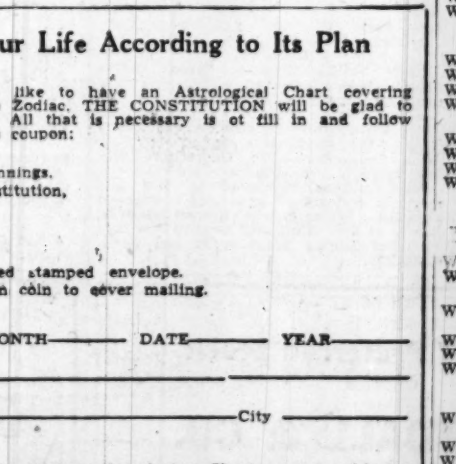 ur Life According to Its Plan
like to have an Astrological Chart covering
Zodiac. THE CONSTITUTION will be glad to
All that is necessary is ot fill in and follow
coupon:
nnings.
stitution,
ed stamped envelope.
n coin to cover mailing.
ONTH DATE YEAR
City